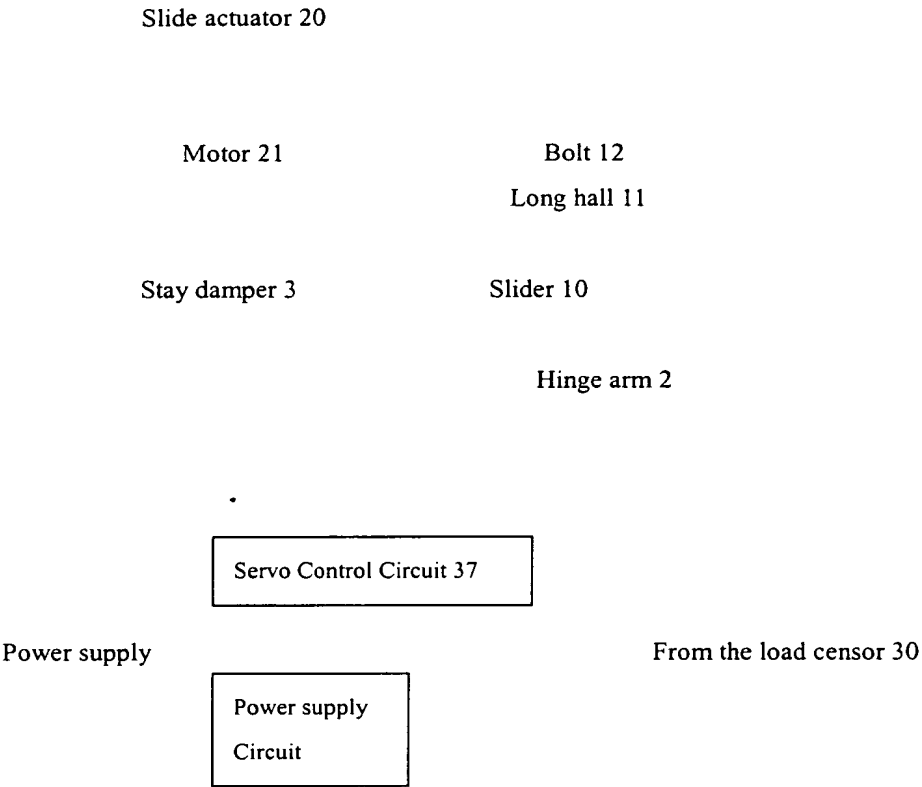 Slide actuator 20
Motor 21
Bolt 12
Long hall 11
Stay damper 3
Slider 10
Hinge arm 2
Servo Control Circuit 37
Power supply
From the load censor 30
Power supply
Circuit